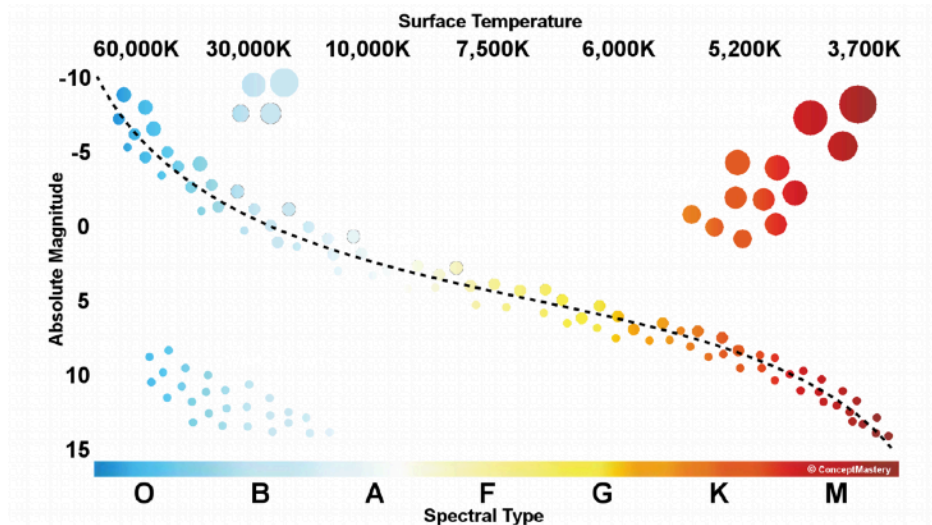 Surface Temperature
60,000K 30,000K 10,000K 7,500K 6,000K 5,200K 3,700K
Absolute Magnitude
-10
-5
0
5
10
15
© ConceptMastery
O B A F G K M
Spectral Type